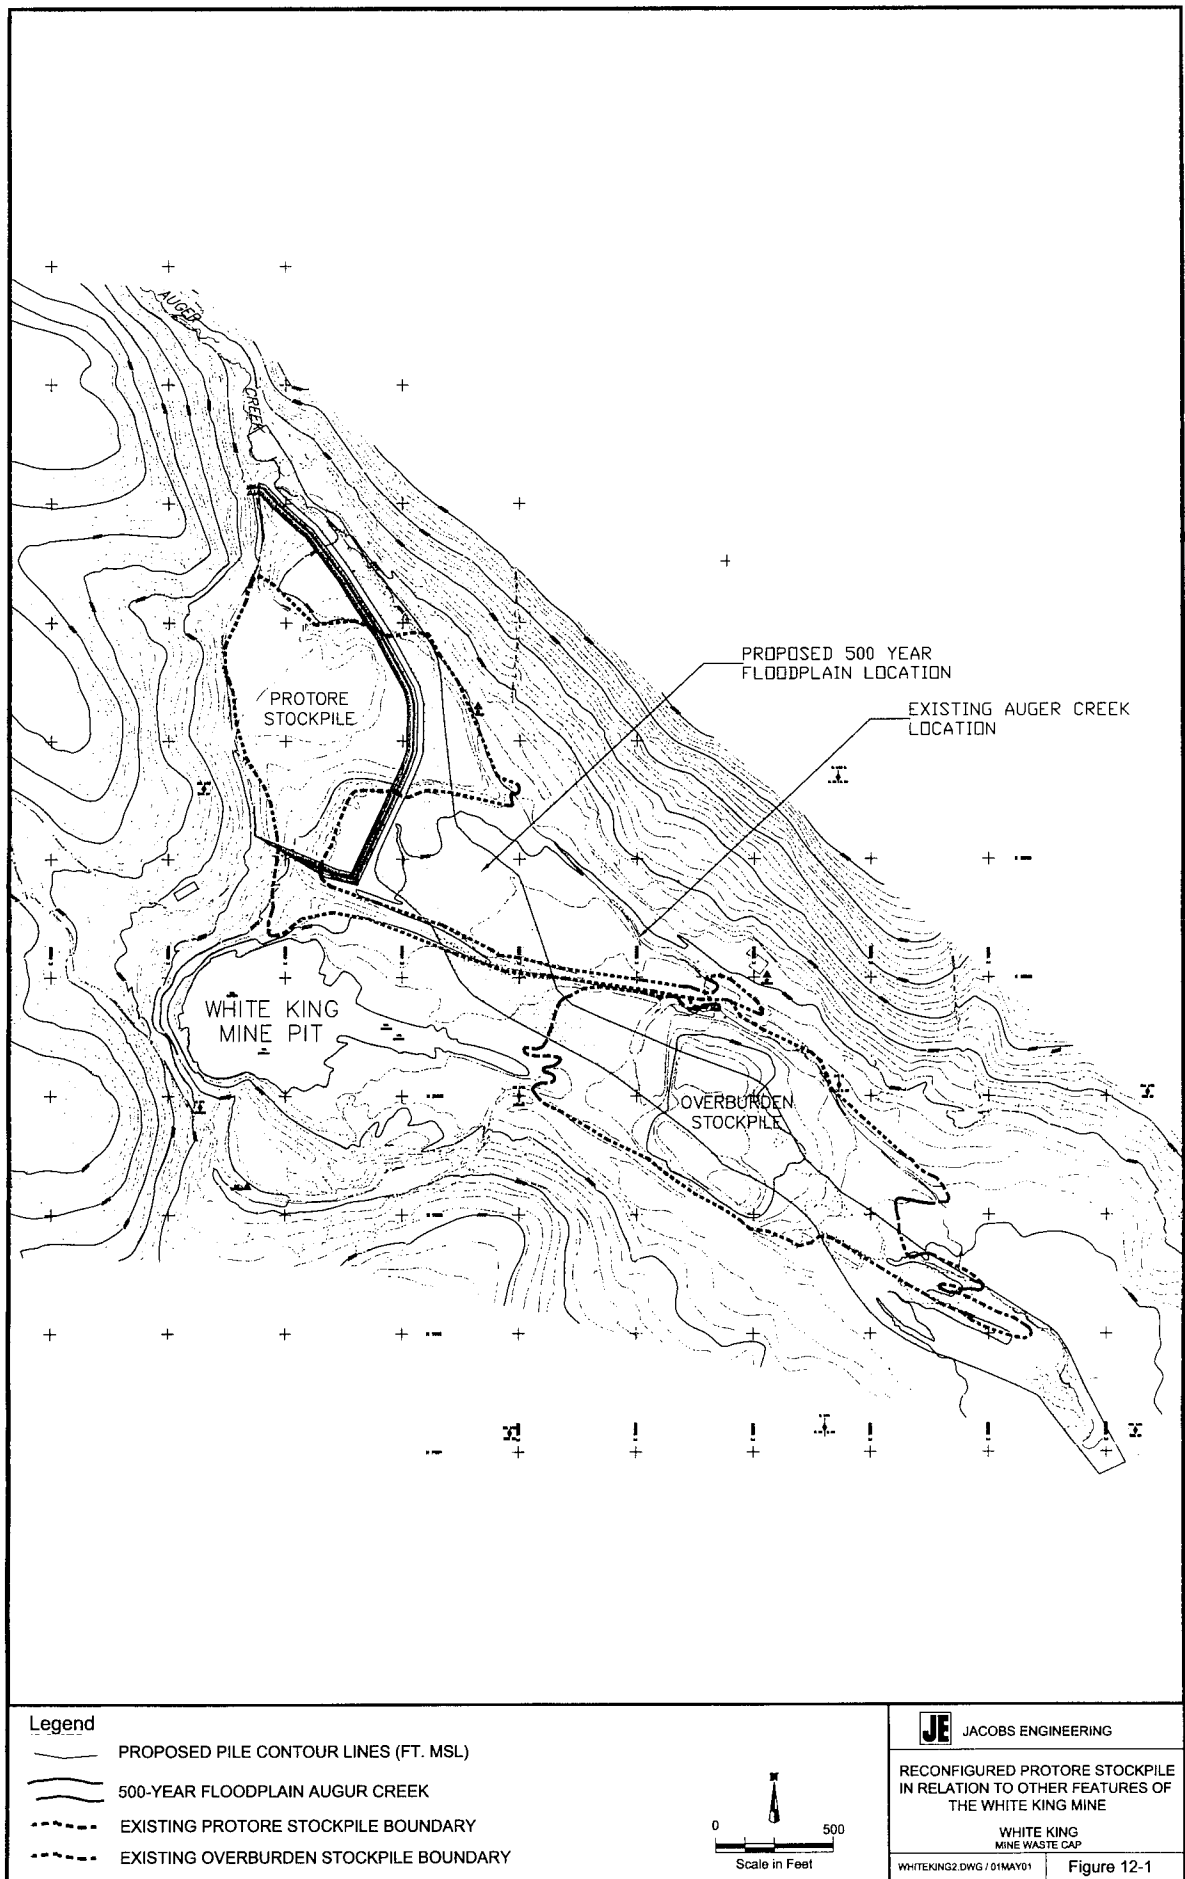 AUGER
CREEK
PROPOSED 500 YEAR
FLOODPLAIN LOCATION
EXISTING AUGER CREEK
LOCATION
PROTORE
STOCKPILE
WHITE KING
MINE PIT
OVERBURDEN
STOCKPILE
Legend
PROPOSED PILE CONTOUR LINES (FT. MSL)
500-YEAR FLOODPLAIN AUGUR CREEK
EXISTING PROTORE STOCKPILE BOUNDARY
EXISTING OVERBURDEN STOCKPILE BOUNDARY
0 500
Scale in Feet
JE JACOBS ENGINEERING
RECONFIGURED PROTORE STOCKPILE
IN RELATION TO OTHER FEATURES OF
THE WHITE KING MINE
WHITE KING
MINE WASTE CAP
WHITEKING2.DWG / 01MAY01
Figure 12-1